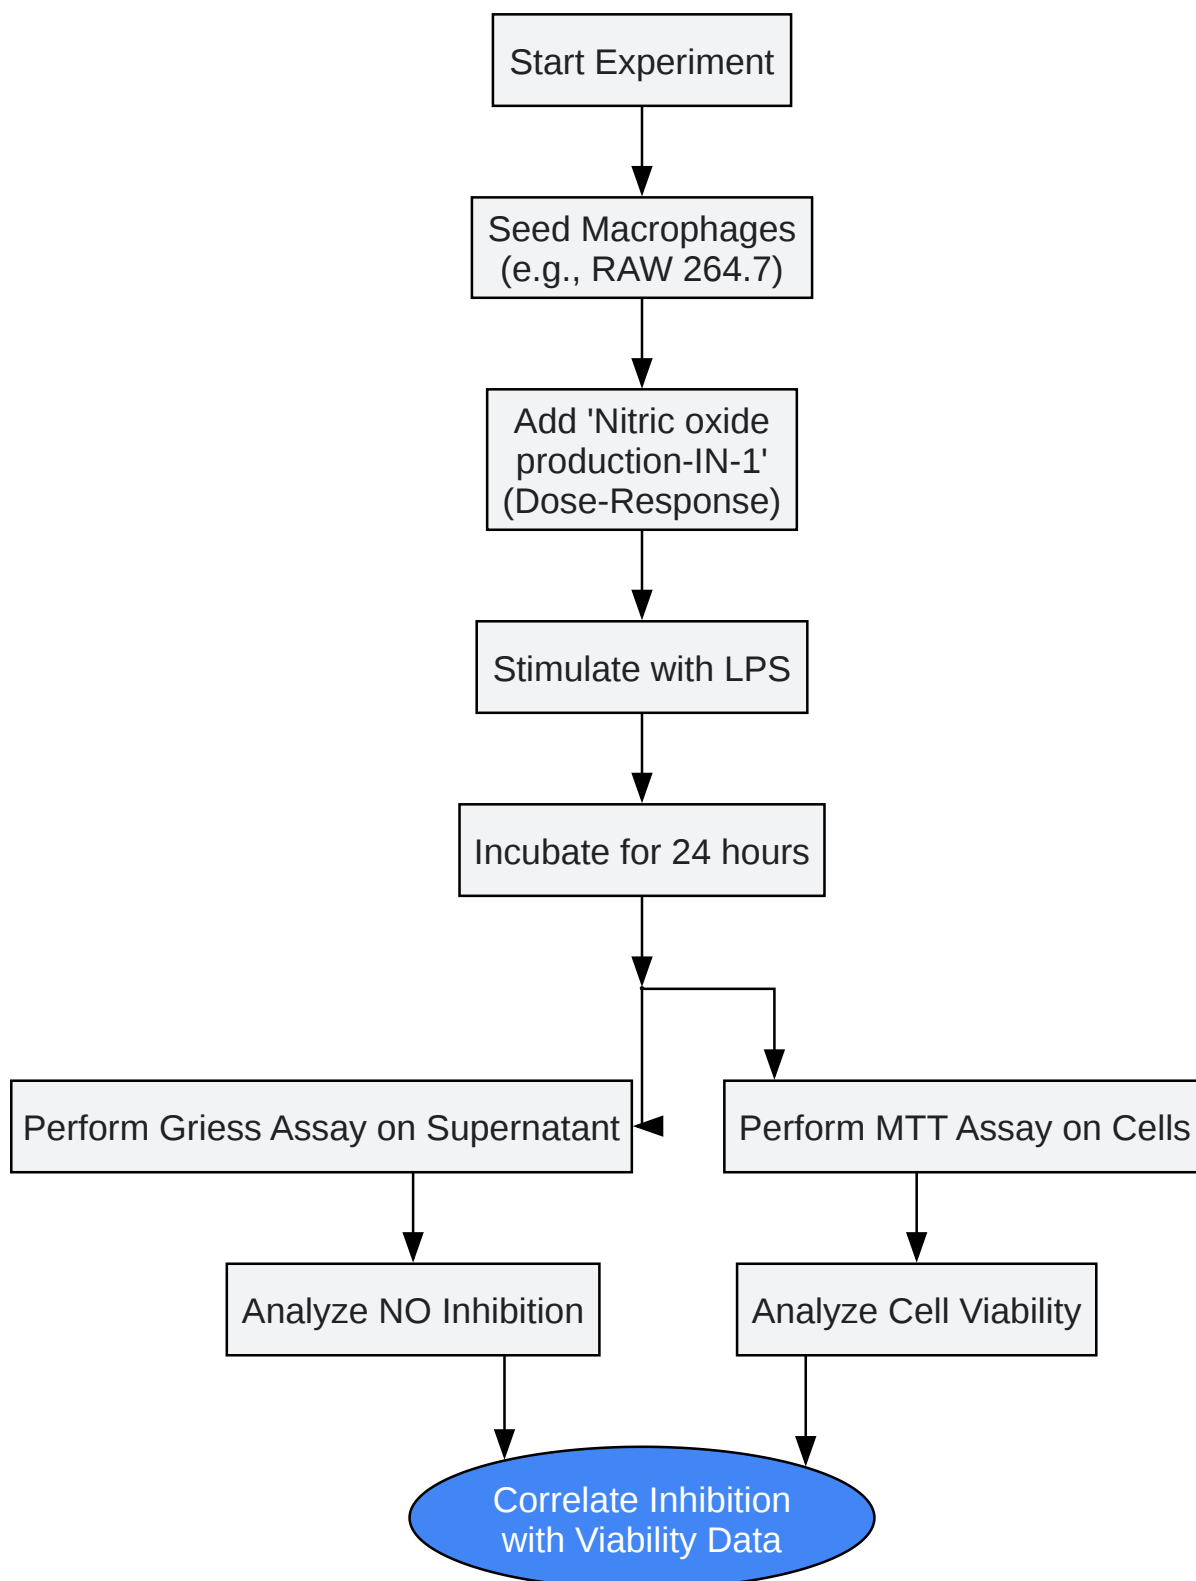 Start Experiment
Seed Macrophages
(e.g., RAW 264.7)
Add 'Nitric oxide
production-IN-1'
(Dose-Response)
Stimulate with LPS
Incubate for 24 hours
Perform Griess Assay on Supernatant
Perform MTT Assay on Cells
Analyze NO Inhibition
Analyze Cell Viability
Correlate Inhibition
with Viability Data